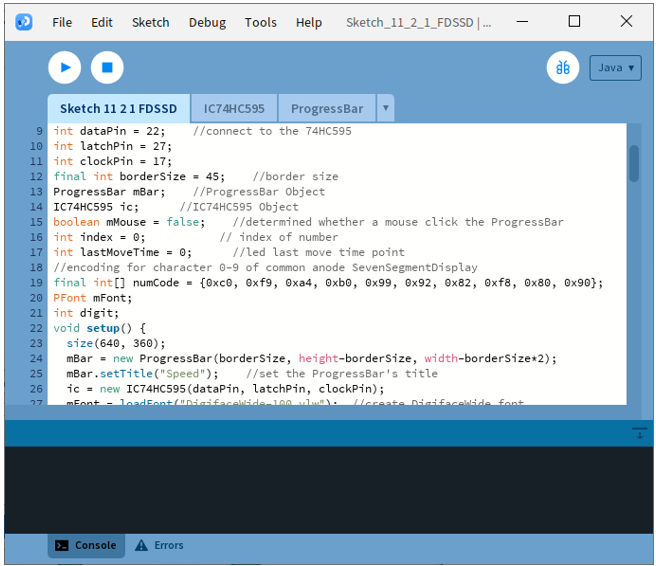 File Edit Sketch Debug Tools Help Sketch_11_2_1_FDSSD | ...
Java ▾
Sketch 11 2 1 FDSSD IC74HC595 ProgressBar ▾
9 int dataPin = 22;    //connect to the 74HC595
10 int latchPin = 27;
11 int clockPin = 17;
12 final int borderSize = 45;    //border size
13 ProgressBar mBar;    //ProgressBar Object
14 IC74HC595 ic;      //IC74HC595 Object
15 boolean mMouse = false;    //determined whether a mouse click the ProgressBar
16 int index = 0;           // index of number
17 int lastMoveTime = 0;      //led last move time point
18 //encoding for character 0-9 of common anode SevenSegmentDisplay
19 final int[] numCode = {0xc0, 0xf9, 0xa4, 0xb0, 0x99, 0x92, 0x82, 0xf8, 0x80, 0x90};
20 PFont mFont;
21 int digit;
22 void setup() {
23   size(640, 360);
24   mBar = new ProgressBar(borderSize, height-borderSize, width-borderSize*2);
25   mBar.setTitle("Speed");    //set the ProgressBar's title
26   ic = new IC74HC595(dataPin, latchPin, clockPin);
27   mFont = loadFont("DigifaceWide-100.vlw");  //create DigifaceWide font
Console Errors